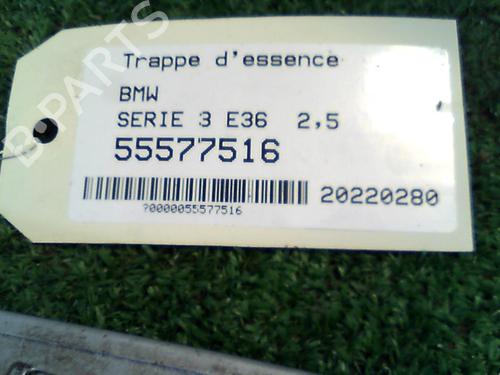 Trappe d'essence
BMW
SERIE 3 E36 2,5
55577516
20220280
?0000055577516
B-PARTS